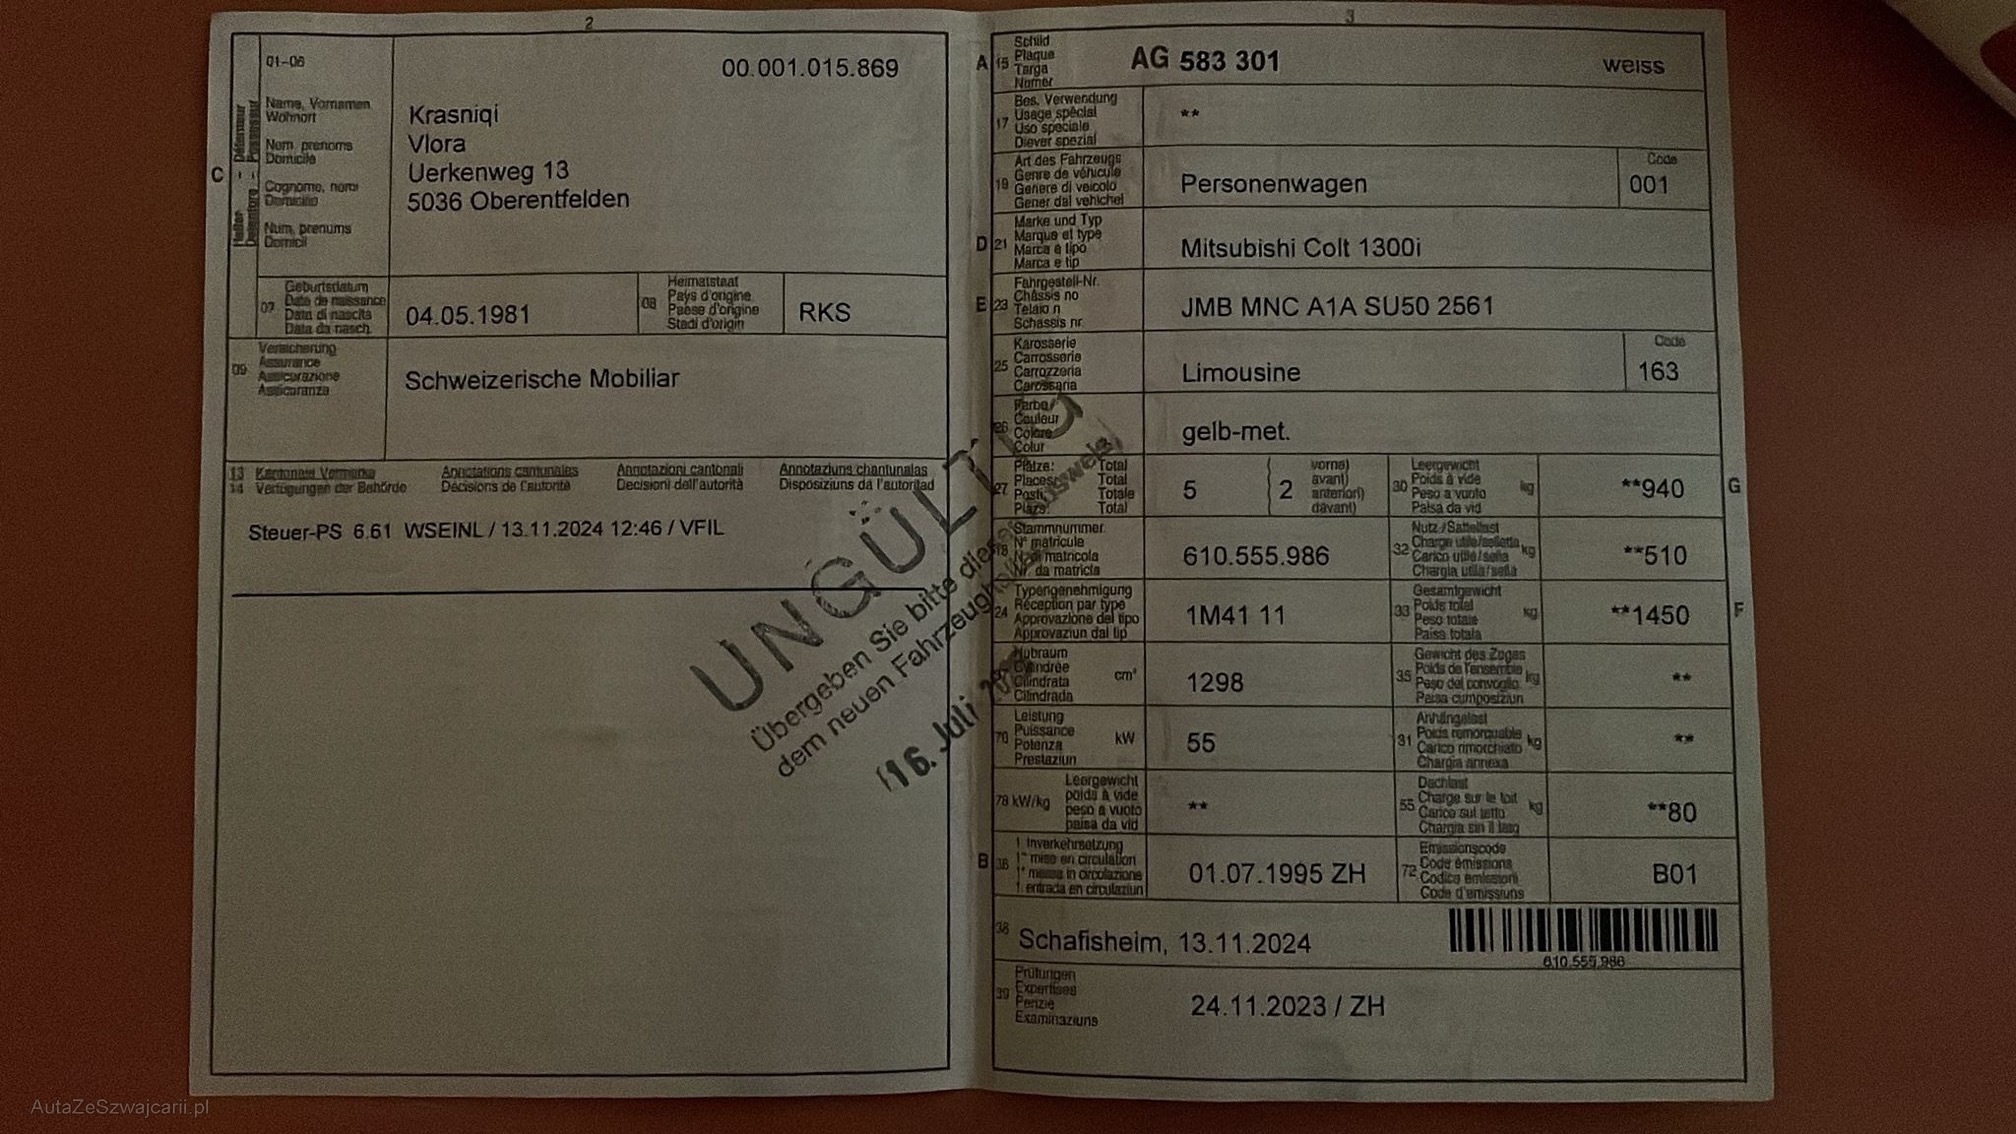 2
01-06
00.001.015.869
Name, Vornamen
Wohnort
Nom, prenoms
Domicile
Cognome, nomi
Domicilio
Num, prenums
Domicil
C
Krasniqi
Vlora
Uerkenweg 13
5036 Oberentfelden
07
Geburtsdatum
Date de naissance
Data di nascita
Data da nasch.
04.05.1981
08
Heimatstaat
Pays d'origine
Paese d'origine
Stadi d'origin
RKS
09
Versicherung
Assurance
Assicurazione
Assicuranza
Schweizerische Mobiliar
13 Kantonale Vermerke
14 Verfügungen der Behörde
Annotations cantonales
Décisions de l'autorité
Annotazioni cantonali
Decisioni dell'autorità
Annotaziuns chantunalas
Disposiziuns da l'autoritad
Steuer-PS 6.61 WSEINL / 13.11.2024 12:46 / VFIL
UNGÜLTIG
Übergeben Sie bitte
dem neuen Fahrzeug
16. Juli
3
A 15
Schild
Plaque
Targa
Numer
AG 583 301
weiss
17
Bes. Verwendung
Usage spécial
Uso speciale
Diever spezial
**
19
Art des Fahrzeugs
Genre de véhicule
Genere di veicolo
Gener dal vehichel
Personenwagen
Code
001
D 21
Marke und Typ
Marque et type
Marca e tipo
Marca e tip
Mitsubishi Colt 1300i
E 23
Fahrgestell-Nr.
Châssis no
Telaio n
Schassis nr.
JMB MNC A1A SU50 2561
25
Karosserie
Carrosserie
Carrozzeria
Carossaria
Limousine
Code
163
26
Farbe/
Couleur
Colore
Colur
gelb-met.
27
Plätze: Total
Places: Total
Posti: Totale
Plazs: Total
5
2
vorne)
avant)
anteriori)
davant)
30
Leergewicht
Poids à vide
Peso a vuoto
Paisa da vid
kg
**940
G
18
Stammnummer
N° matricule
N. di matricola
Nr. da matricla
610.555.986
32
Nutz-/Sattellast
Charge utile/sellette
Carico utile/sella
Chargia utila/sella
kg
**510
24
Typengenehmigung
Réception par type
Approvazione del tipo
Approvaziun dal tip
1M41 11
33
Gesamtgewicht
Poids total
Peso totale
Paisa totala
kg
**1450
F
Hubraum
Cylindrée
Cilindrata
Cilindrada
cm³
1298
35
Gewicht des Zuges
Poids de l'ensemble
Peso del convoglio
Paisa cumposiziun
kg
**
76
Leistung
Puissance
Potenza
Prestaziun
kW
55
31
Anhängelast
Poids remorquable
Carico rimorchiato
Chargia annexa
kg
**
78 kW/kg
Leergewicht
poids à vide
peso a vuoto
paisa da vid
**
55
Dachlast
Charge sur le toit
Carico sul tetto
Chargia sin il tetg
kg
**80
B 36
1. Inverkehrsetzung
1re mise en circulation
1a messa in circolazione
1. entrada en circulaziun
01.07.1995 ZH
72
Emissionscode
Code émissions
Codice emissioni
Code d'emissiuns
B01
38
Schafisheim, 13.11.2024
610.555.986
39
Prüfungen
Expertises
Perizie
Examinaziuns
24.11.2023 / ZH
AutaZeSzwajcarii.pl